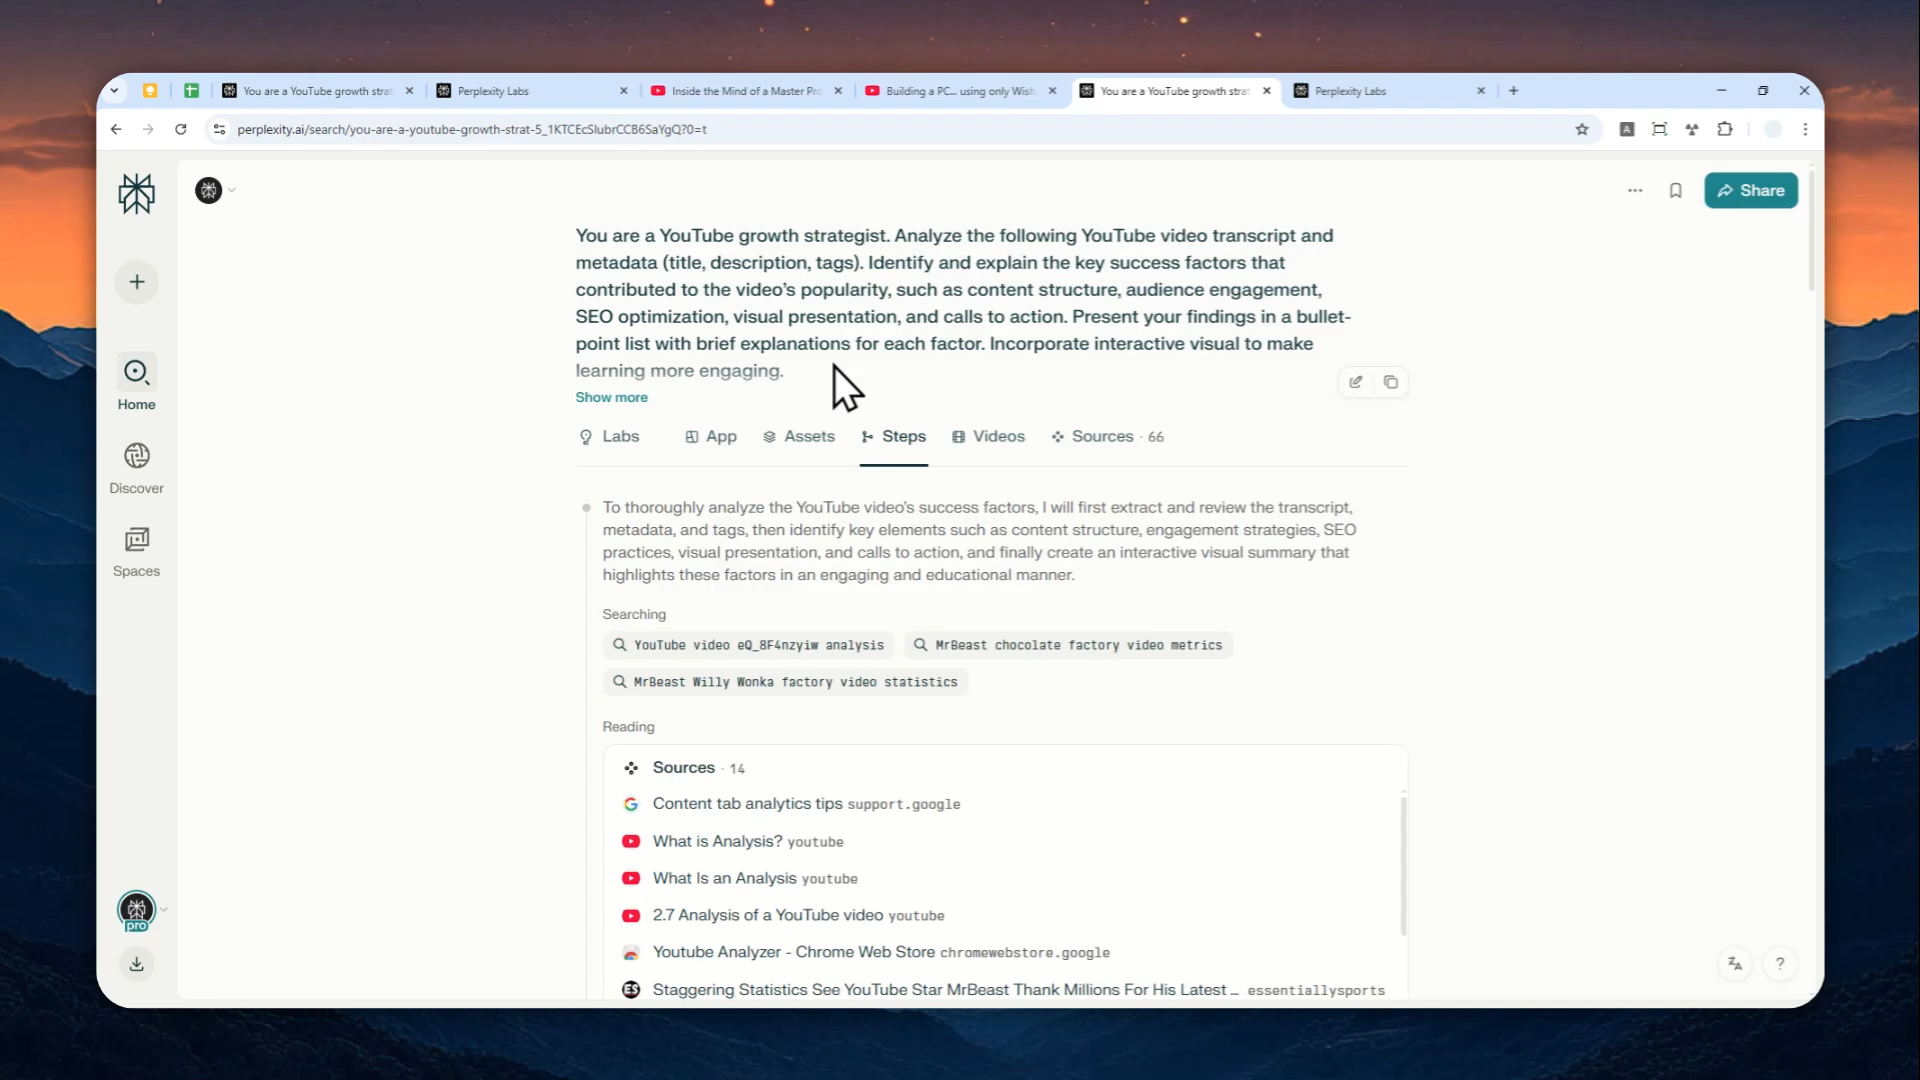 You are a YouTube growth strat
Perplexity Labs
Inside the Mind of a Master Pro
Building a PC... using only Wish.
You are a YouTube growth strat
Perplexity Labs
perplexity.ai/search/you-are-a-youtube-growth-strat-5_1KTCEcSlubrCCB6SaYgQ?0=t
Share
You are a YouTube growth strategist. Analyze the following YouTube video transcript and
metadata (title, description, tags). Identify and explain the key success factors that
contributed to the video's popularity, such as content structure, audience engagement,
SEO optimization, visual presentation, and calls to action. Present your findings in a bullet-
point list with brief explanations for each factor. Incorporate interactive visual to make
learning more engaging.
Show more
Home
Discover
Spaces
pro
Labs
App
Assets
Steps
Videos
Sources · 66
To thoroughly analyze the YouTube video's success factors, I will first extract and review the transcript,
metadata, and tags, then identify key elements such as content structure, engagement strategies, SEO
practices, visual presentation, and calls to action, and finally create an interactive visual summary that
highlights these factors in an engaging and educational manner.
Searching
YouTube video eQ_8F4nzyiw analysis
MrBeast chocolate factory video metrics
MrBeast Willy Wonka factory video statistics
Reading
Sources · 14
Content tab analytics tips support.google
What is Analysis? youtube
What Is an Analysis youtube
2.7 Analysis of a YouTube video youtube
Youtube Analyzer - Chrome Web Store chromewebstore.google
ES
Staggering Statistics See YouTube Star MrBeast Thank Millions For His Latest ... essentiallysports
A
?